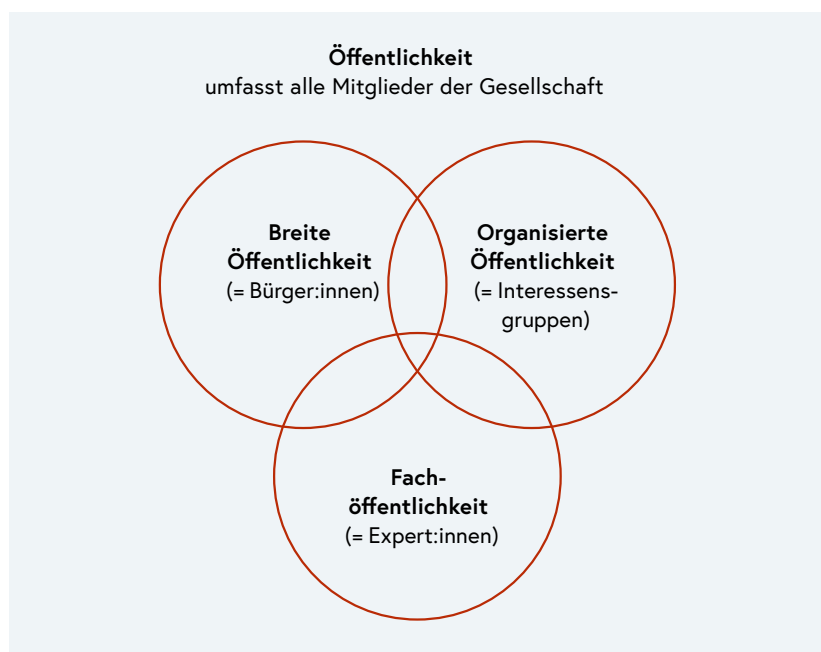 Öffentlichkeit
umfasst alle Mitglieder der Gesellschaft
Breite
Öffentlichkeit
(= Bürger:innen)
Organisierte
Öffentlichkeit
(= Interessens-
gruppen)
Fach-
öffentlichkeit
(= Expert:innen)